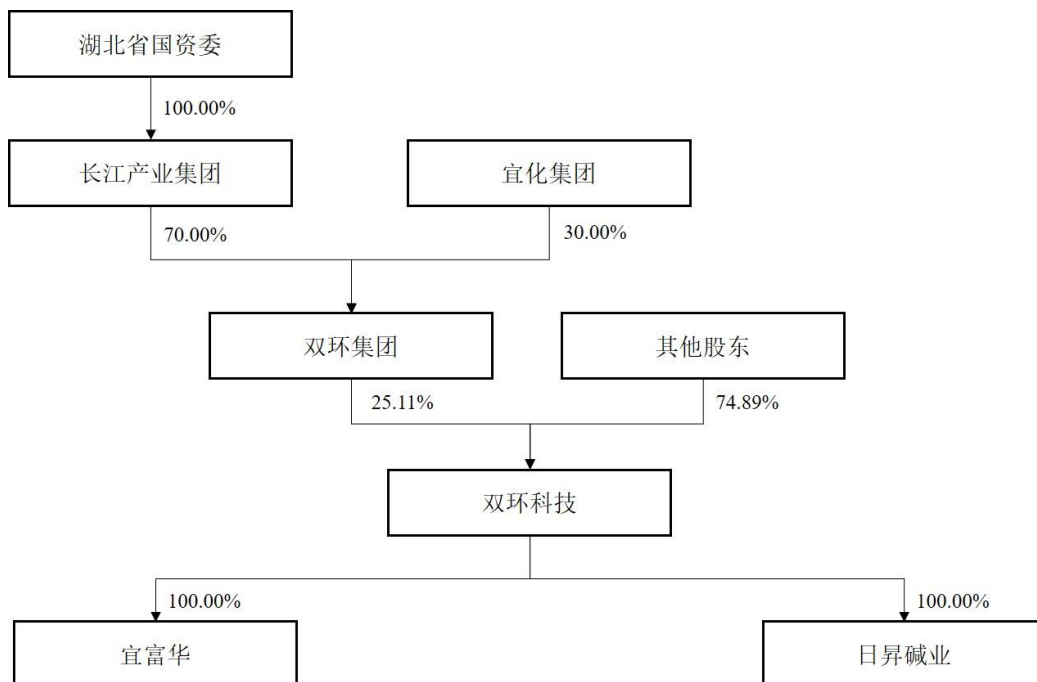 湖北省国资委
100.00%
长江产业集团
宜化集团
70.00%
30.00%
双环集团
其他股东
25.11%
74.89%
双环科技
100.00%
100.00%
宜富华
日昇碱业